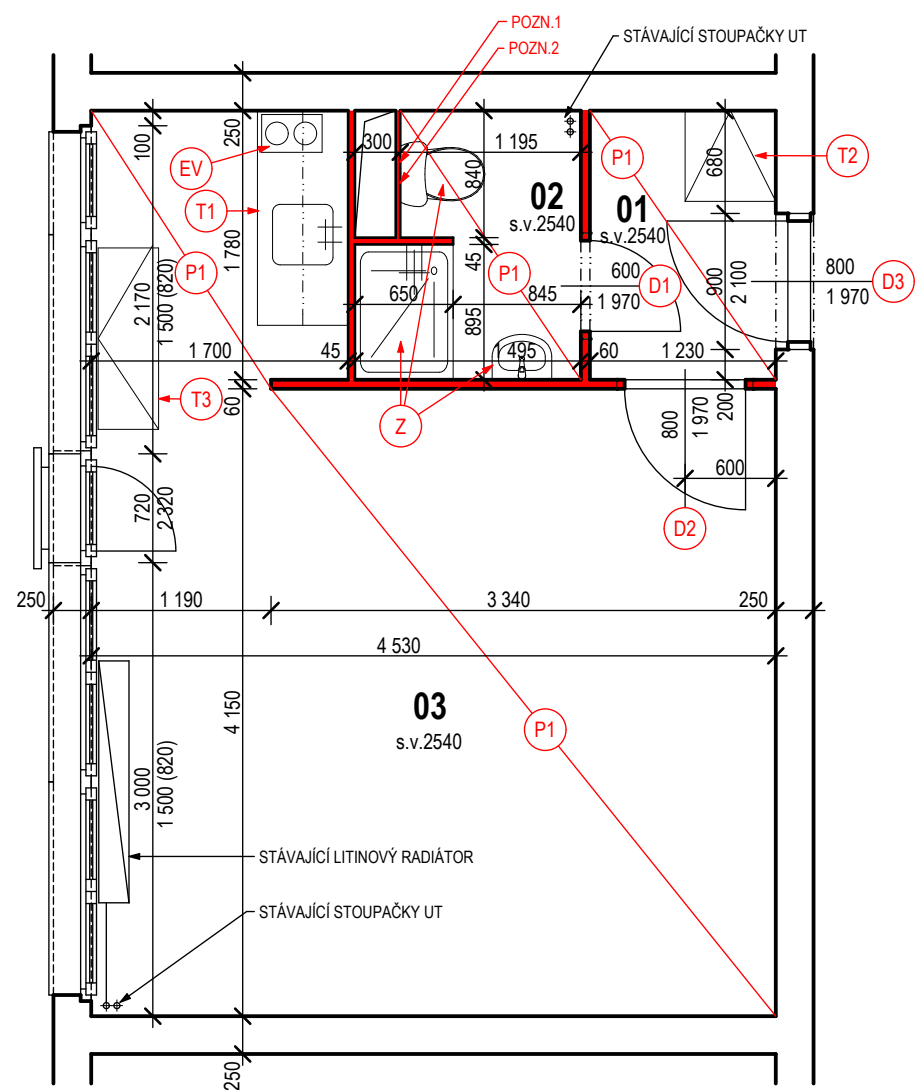 POZN.1
POZN.2
STÁVAJÍCÍ STOUPAČKY UT
100
250
EV
300
1 195
840
P1
680
T2
T1
1 780
02
s.v.2540
01
s.v.2540
P1
2 170
1 500 (820)
45
P1
600
1 970
D1
900
2 100
800
1 970
D3
650
845
895
1 700
45
495
60
1 230
T3
60
Z
800
1 970
200
600
720
2 320
D2
250
1 190
3 340
250
4 530
4 150
03
s.v.2540
P1
3 000
1 500 (820)
STÁVAJÍCÍ LITINOVÝ RADIÁTOR
STÁVAJÍCÍ STOUPAČKY UT
250